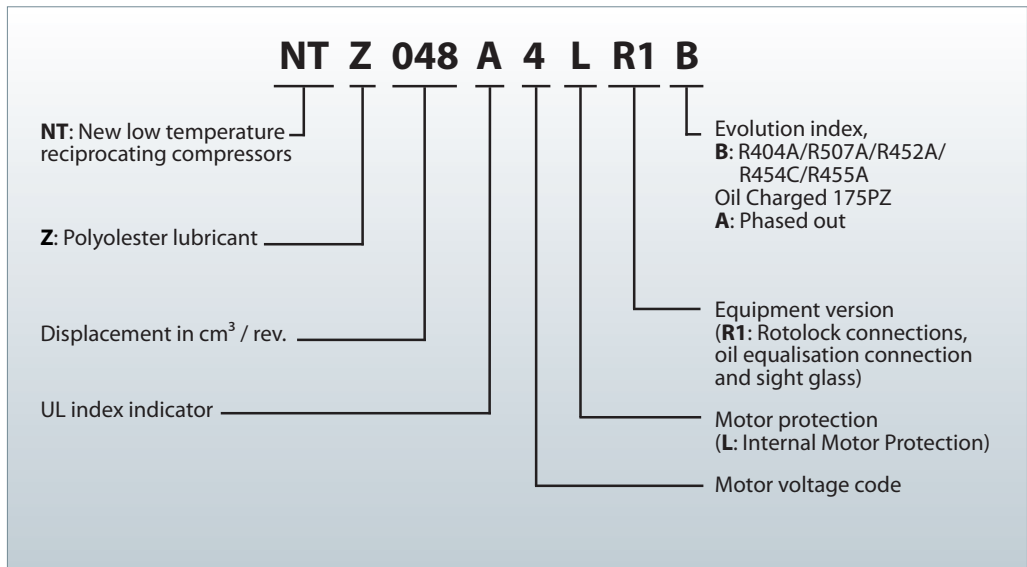 NT Z 048 A 4 L R1 B
NT: New low temperature
reciprocating compressors
Z: Polyolester lubricant
Displacement in cm³ / rev.
UL index indicator
Evolution index,
B: R404A/R507A/R452A/
R454C/R455A
Oil Charged 175PZ
A: Phased out
Equipment version
(R1: Rotolock connections,
oil equalisation connection
and sight glass)
Motor protection
(L: Internal Motor Protection)
Motor voltage code